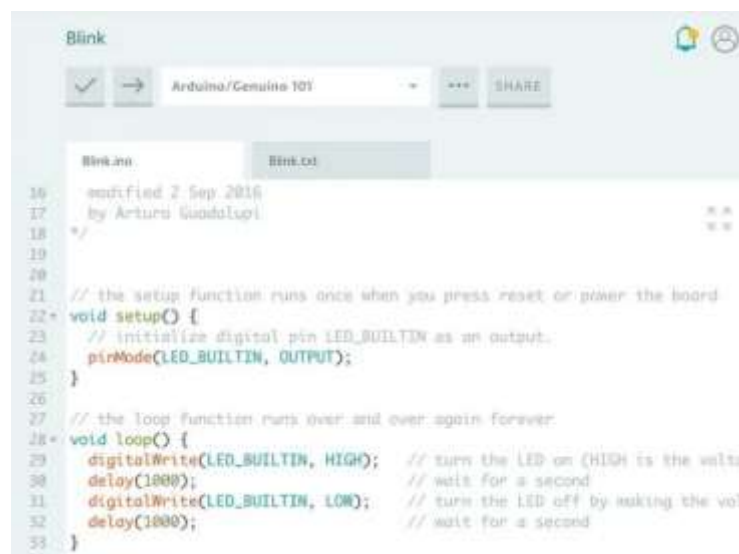 Blink
Arduino/Genuino 101
SHARE
Blink.ino
Blink.txt
16 modified 2 Sep 2016
17 by Arturo Guadalupi
18 */
19
20
21 // the setup function runs once when you press reset or power the board
22 void setup() {
23 // initialize digital pin LED_BUILTIN as an output.
24 pinMode(LED_BUILTIN, OUTPUT);
25 }
26
27 // the loop function runs over and over again forever
28 void loop() {
29 digitalWrite(LED_BUILTIN, HIGH); // turn the LED on (HIGH is the volta
30 delay(1000); // wait for a second
31 digitalWrite(LED_BUILTIN, LOW); // turn the LED off by making the vol
32 delay(1000); // wait for a second
33 }